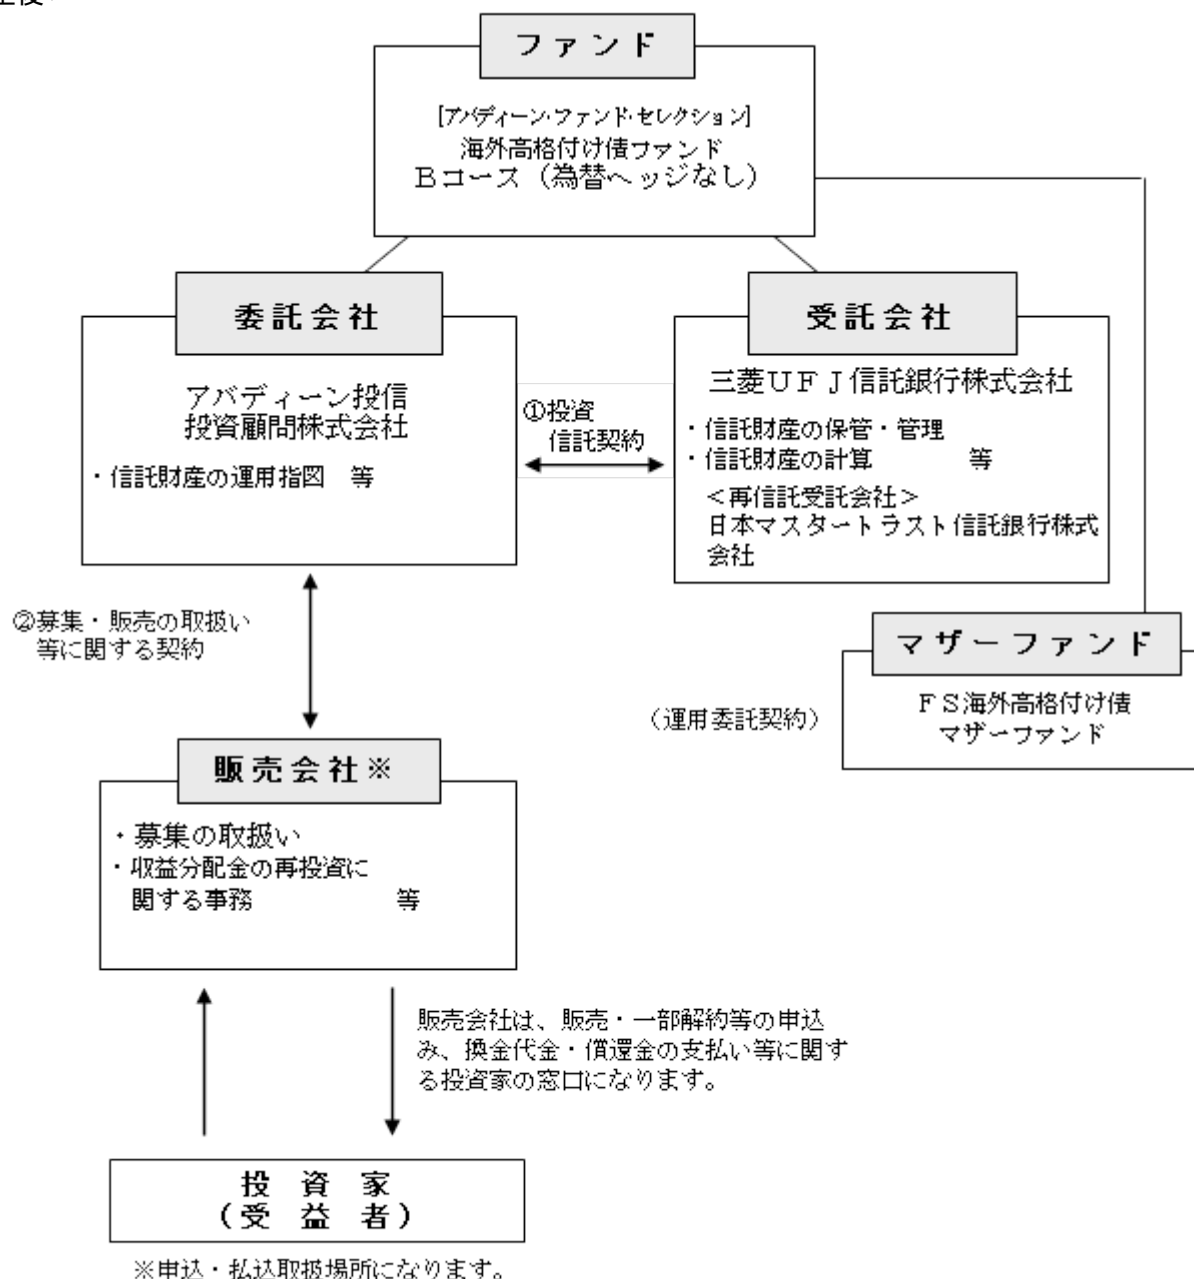 ファンド
[アバディーン・ファンド・セレクション]
海外高格付け債ファンド
Bコース（為替ヘッジなし）
委託会社
アバディーン投信
投資顧問株式会社
・信託財産の運用指図　等
①投資
信託契約
受託会社
三菱ＵＦＪ信託銀行株式会社
・信託財産の保管・管理
・信託財産の計算　　　　等
＜再信託受託会社＞
日本マスタートラスト信託銀行株式
会社
②募集・販売の取扱い
等に関する契約
マザーファンド
ＦＳ海外高格付け債
マザーファンド
（運用委託契約）
販売会社※
・募集の取扱い
・収益分配金の再投資に
関する事務　　　　　　等
販売会社は、販売・一部解約等の申込
み、換金代金・償還金の支払い等に関す
る投資家の窓口になります。
投　資　家
（受　益　者）
※申込・払込取扱場所になります。